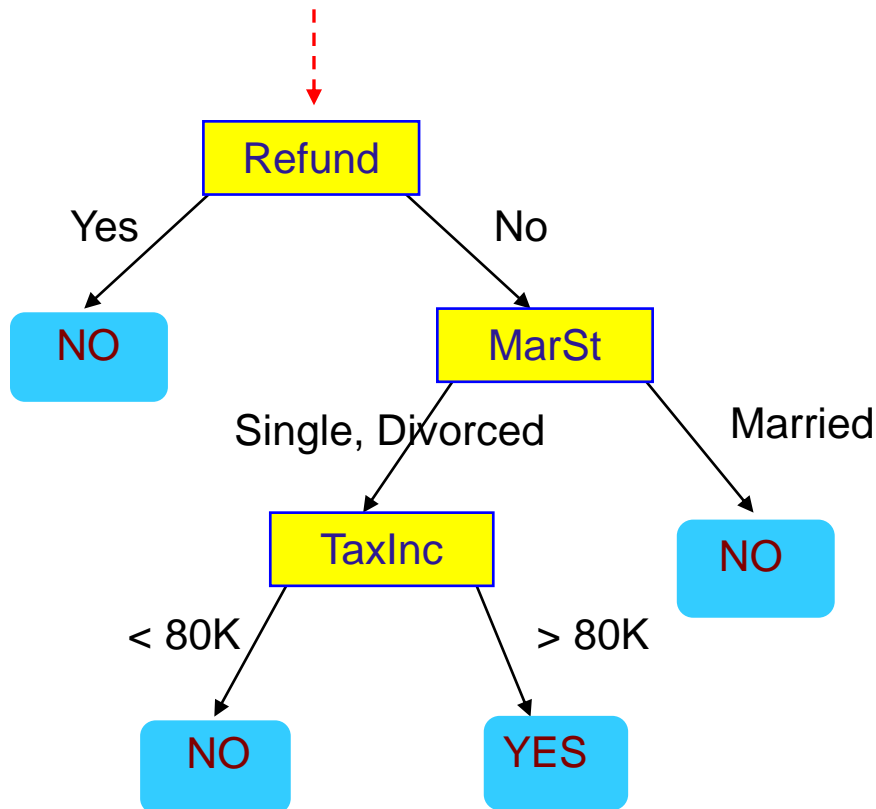 Refund
Yes
No
NO
MarSt
Single, Divorced
Married
TaxInc
NO
< 80K
> 80K
NO
YES